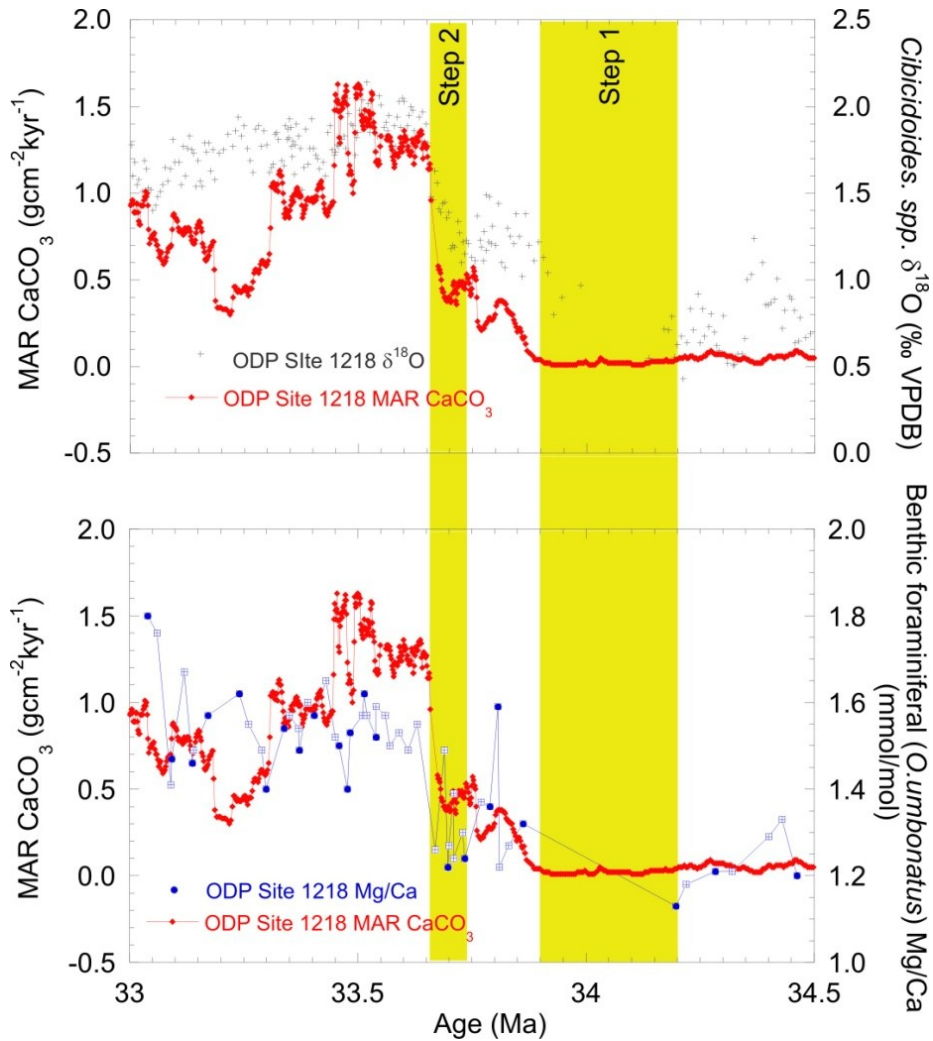 2.0
1.5
1.0
0.5
0.0
-0.5
MAR CaCO₃ (gcm⁻²kyr⁻¹)
Step 2
Step 1
2.5
2.0
1.5
1.0
0.5
0.0
Cibicidoides. spp. δ¹⁸O (‰ VPDB)
ODP SIte 1218 δ¹⁸O
ODP Site 1218 MAR CaCO₃
2.0
1.5
1.0
0.5
0.0
-0.5
MAR CaCO₃ (gcm⁻²kyr⁻¹)
2.0
1.8
1.6
1.4
1.2
1.0
Benthic foraminiferal (O.umbonatus) Mg/Ca
(mmol/mol)
ODP Site 1218 Mg/Ca
ODP Site 1218 MAR CaCO₃
33
33.5
34
34.5
Age (Ma)